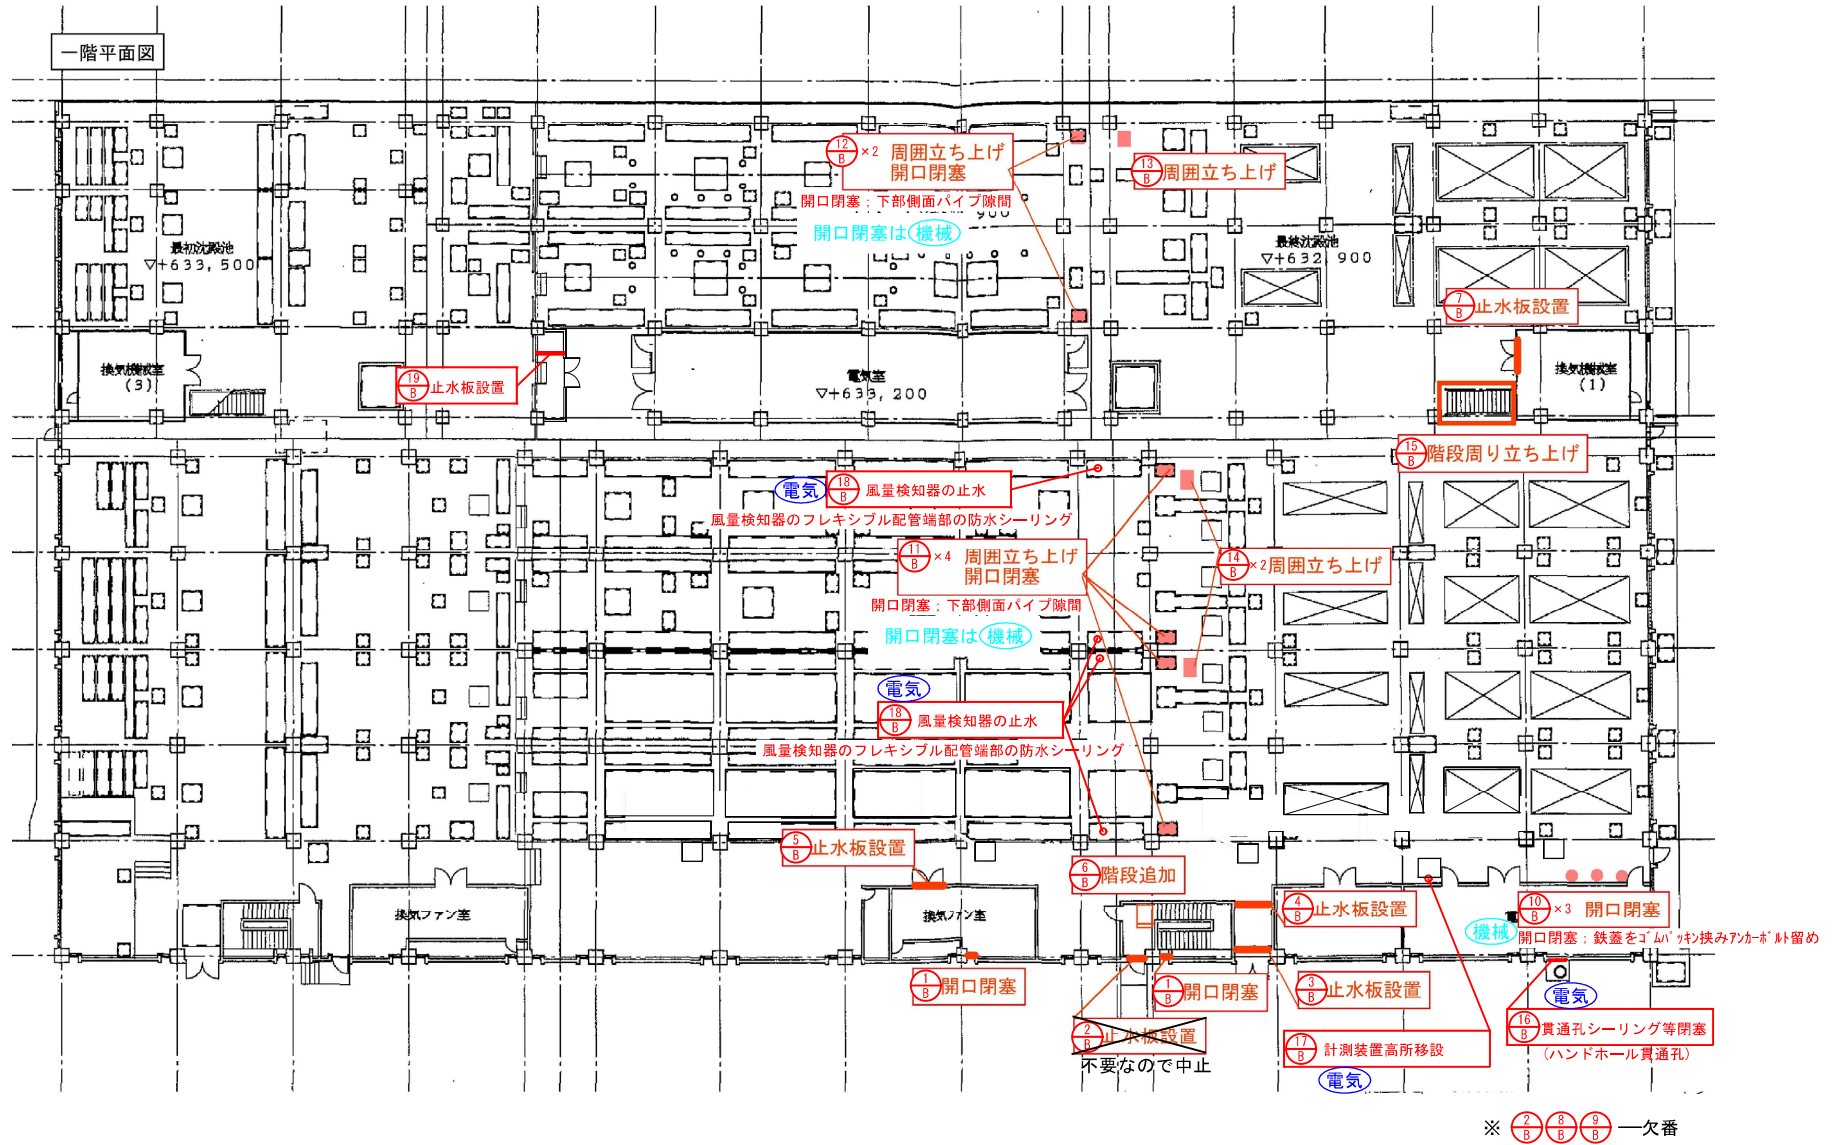 一階平面図
12
B
×2 周囲立ち上げ
開口閉塞
開口閉塞：下部側面パイプ隙間
900
開口閉塞は機械
13
B
周囲立ち上げ
最初沈殿池
▽+633,500
最終沈殿池
▽+632,900
7
B
止水板設置
換気機械室
(3)
19
B
止水板設置
電気室
▽+633,200
換気機械室
(1)
15
B
階段周り立ち上げ
電気
18
B
風量検知器の止水
風量検知器のフレキシブル配管端部の防水シーリング
11
B
×4 周囲立ち上げ
開口閉塞
14
B
×2周囲立ち上げ
開口閉塞：下部側面パイプ隙間
開口閉塞は機械
電気
18
B
風量検知器の止水
風量検知器のフレキシブル配管端部の防水シーリング
5
B
止水板設置
6
B
階段追加
換気ファン室
換気ファン室
4
B
止水板設置
10
B
×3 開口閉塞
機械
開口閉塞：鉄蓋をゴムパッキン挟みアンカーボルト留め
1
B
開口閉塞
1
B
開口閉塞
3
B
止水板設置
電気
2
B
止水板設置
不要なので中止
17
B
計測装置高所移設
電気
16
B
貫通孔シーリング等閉塞
(ハンドホール貫通孔)
※ 2
B
8
B
9
B
―欠番